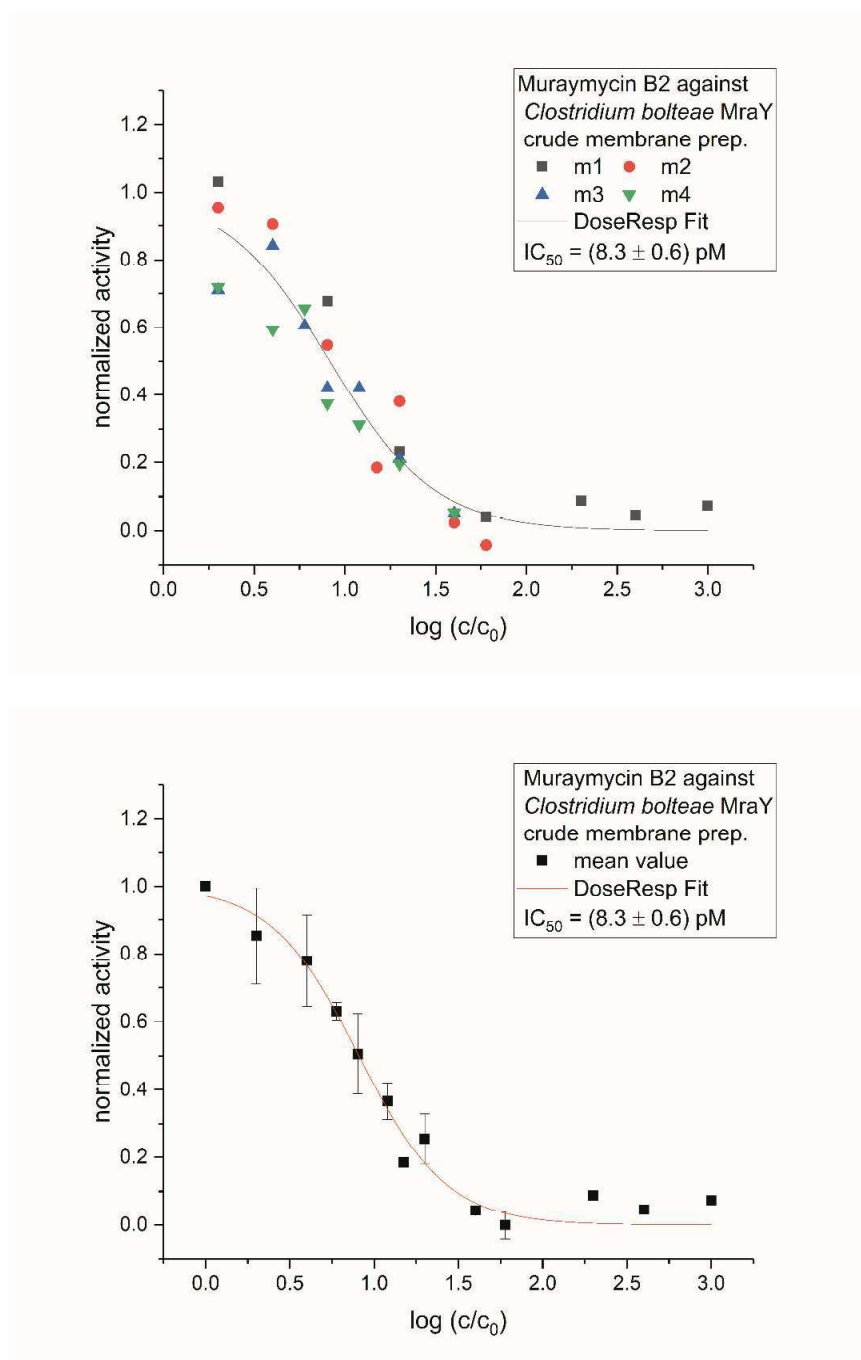 Muraymycin B2 against
Clostridium bolteae MraY
crude membrane prep.
m1 m2
m3 m4
DoseResp Fit
IC50 = (8.3 ± 0.6) pM
normalized activity
1.2
1.0
0.8
0.6
0.4
0.2
0.0
0.0 0.5 1.0 1.5 2.0 2.5 3.0
log (c/c0)
Muraymycin B2 against
Clostridium bolteae MraY
crude membrane prep.
mean value
DoseResp Fit
IC50 = (8.3 ± 0.6) pM
normalized activity
1.2
1.0
0.8
0.6
0.4
0.2
0.0
0.0 0.5 1.0 1.5 2.0 2.5 3.0
log (c/c0)